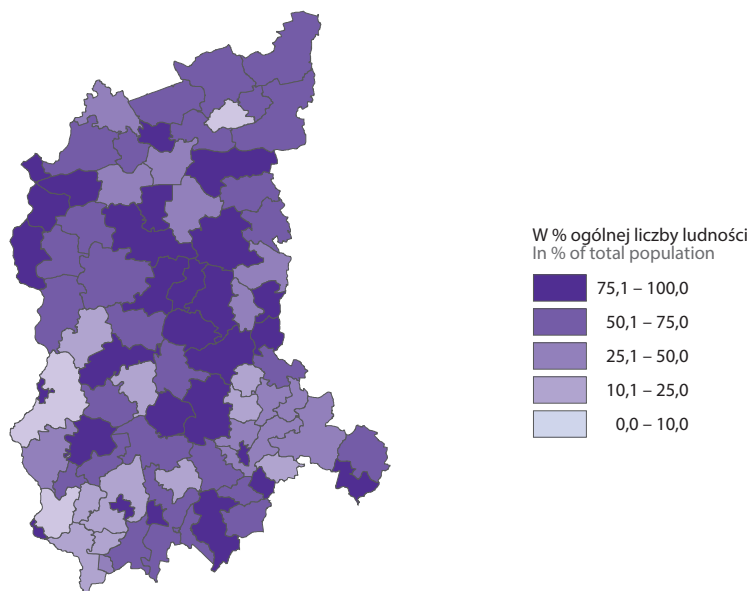 W % ogólnej liczby ludności
In % of total population
75,1 – 100,0
50,1 – 75,0
25,1 – 50,0
10,1 – 25,0
0,0 – 10,0